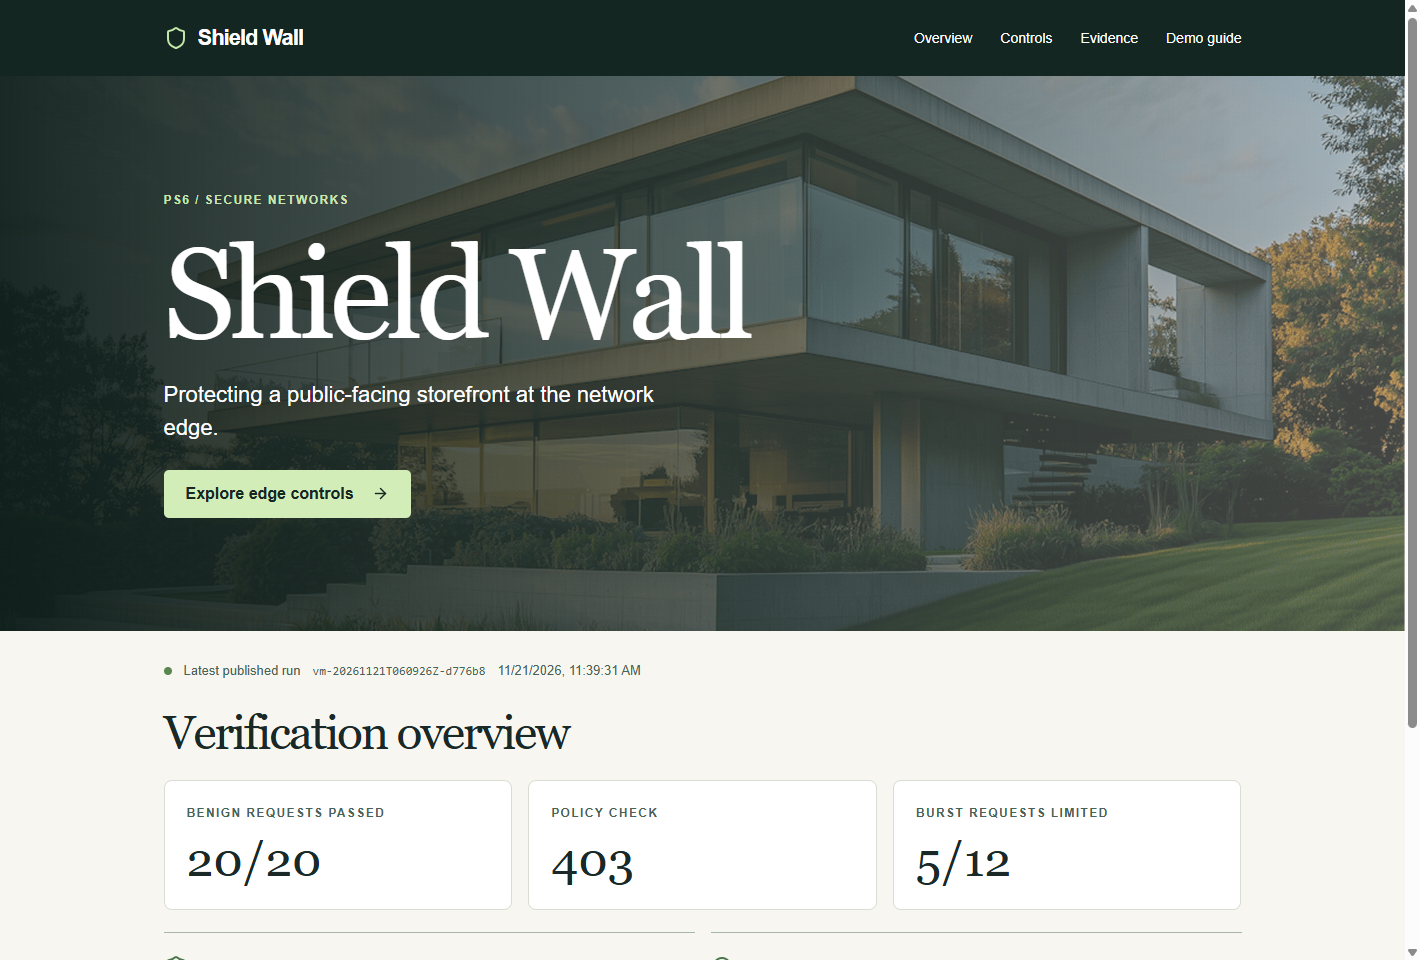 Shield Wall
Overview
Controls
Evidence
Demo guide
PS6 / SECURE NETWORKS
Shield Wall
Protecting a public-facing storefront at the network
edge.
Explore edge controls
Latest published run vm-20261121T060926Z-d776b8 11/21/2026, 11:39:31 AM
Verification overview
BENIGN REQUESTS PASSED
20/20
POLICY CHECK
403
BURST REQUESTS LIMITED
5/12